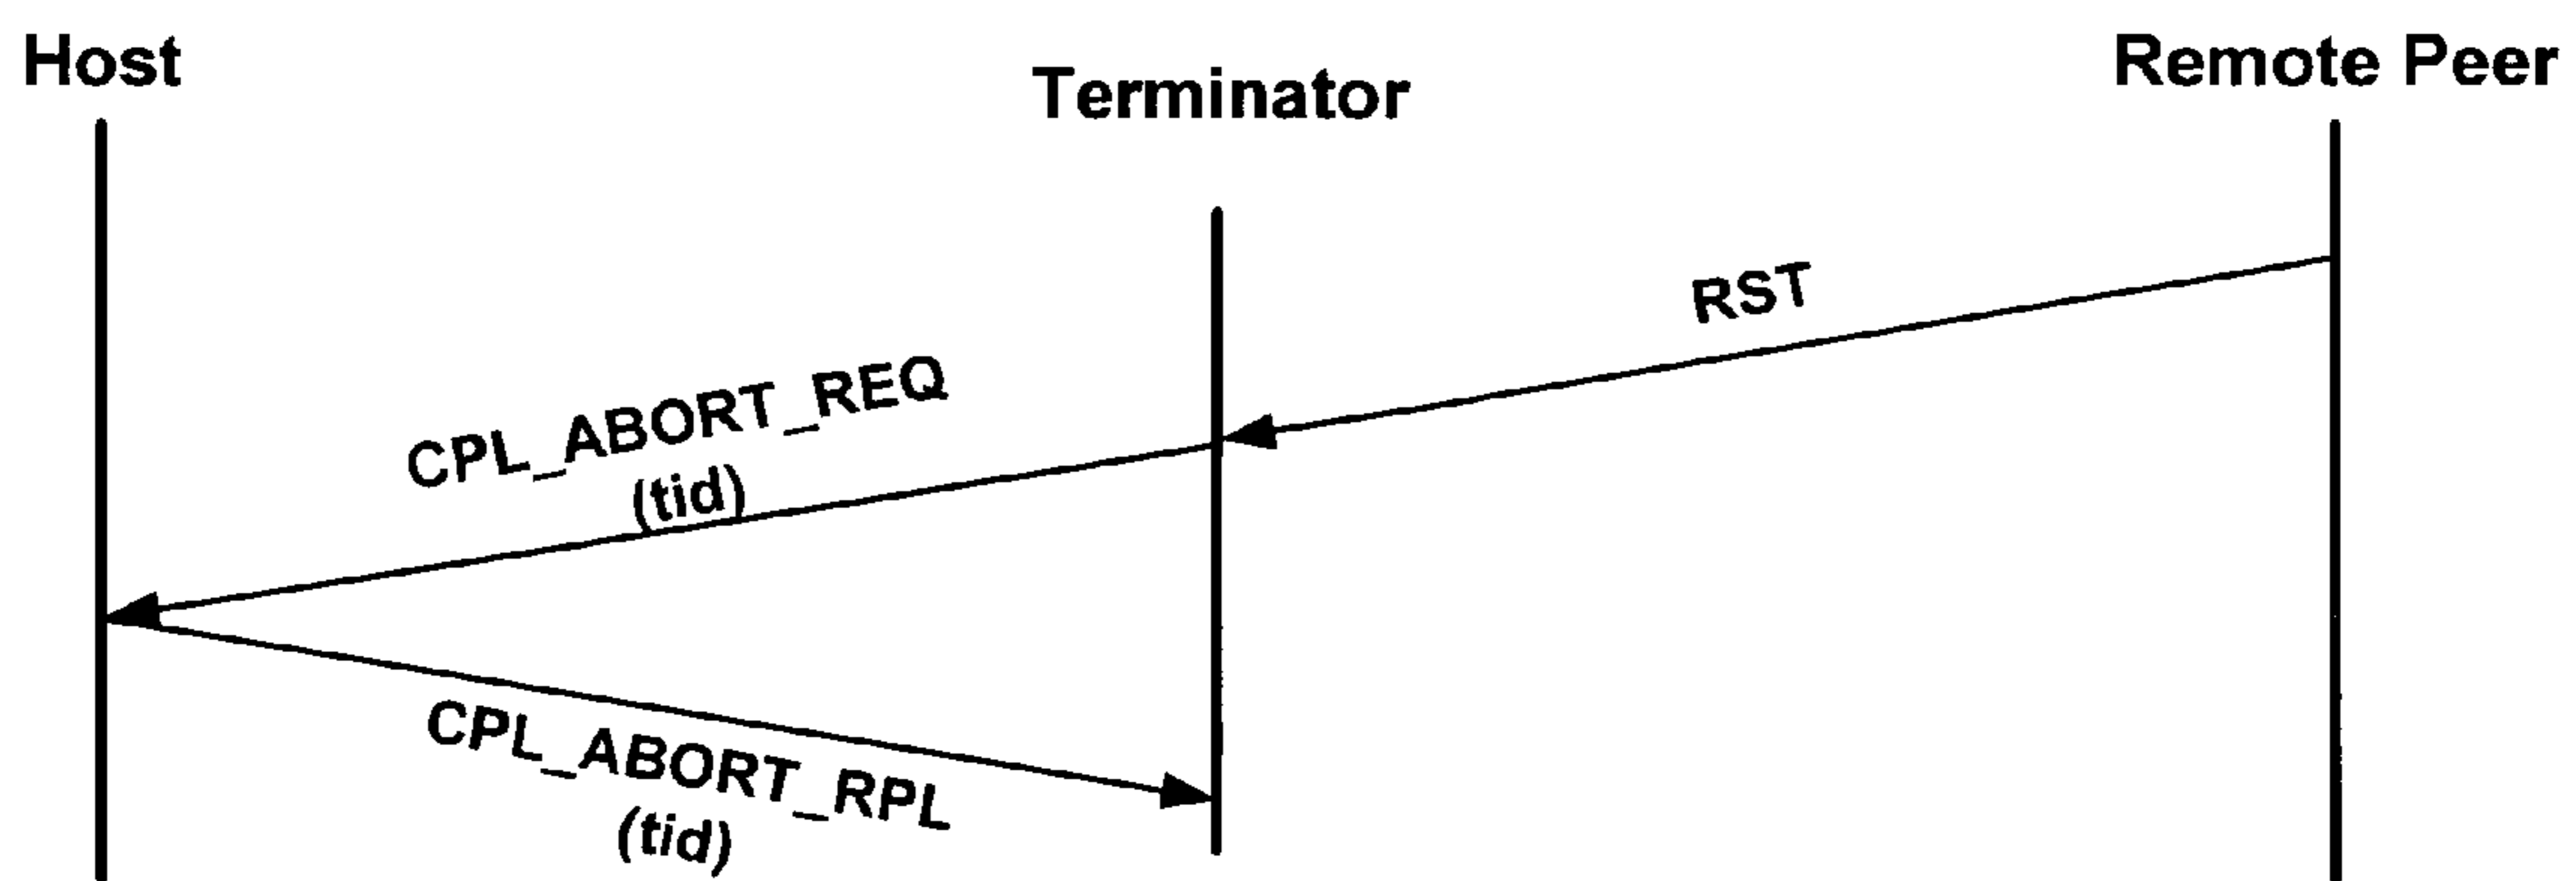 Host
Terminator
Remote Peer
RST
CPL_ABORT_REQ
(tid)
CPL_ABORT_RPL
(tid)